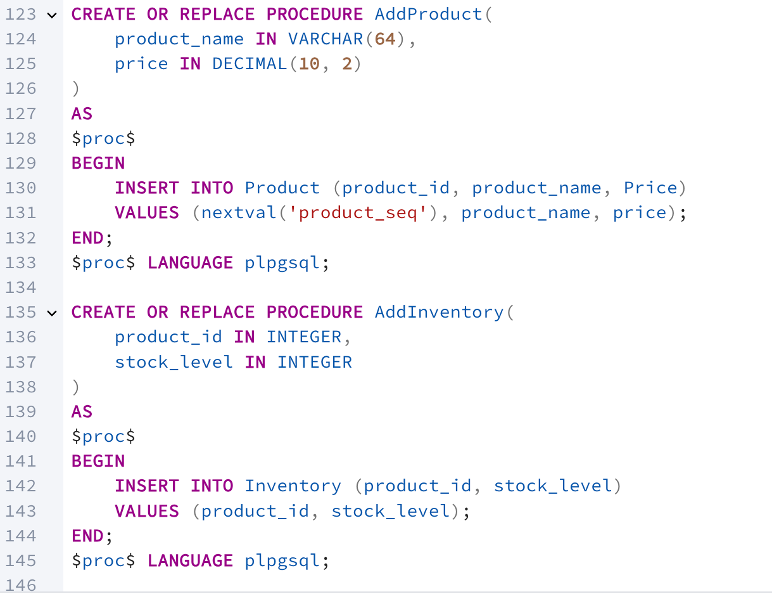 123 CREATE OR REPLACE PROCEDURE AddProduct(
124     product_name IN VARCHAR(64),
125     price IN DECIMAL(10, 2)
126 )
127 AS
128 $proc$
129 BEGIN
130     INSERT INTO Product (product_id, product_name, Price)
131     VALUES (nextval('product_seq'), product_name, price);
132 END;
133 $proc$ LANGUAGE plpgsql;
134
135 CREATE OR REPLACE PROCEDURE AddInventory(
136     product_id IN INTEGER,
137     stock_level IN INTEGER
138 )
139 AS
140 $proc$
141 BEGIN
142     INSERT INTO Inventory (product_id, stock_level)
143     VALUES (product_id, stock_level);
144 END;
145 $proc$ LANGUAGE plpgsql;
146